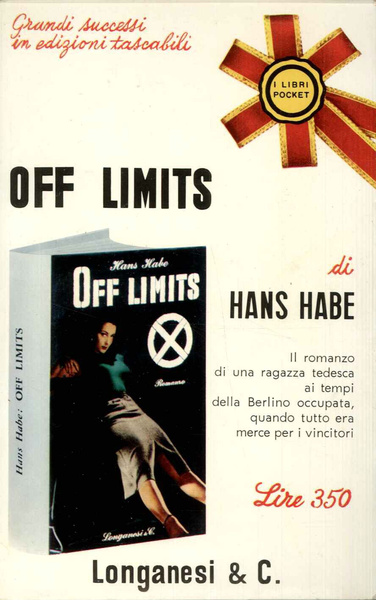 Grandi successi
in edizioni tascabili
I LIBRI
POCKET
OFF LIMITS
di
HANS HABE
Hans Habe
OFF LIMITS
Romanzo
Longanesi & C.
Hans Habe: OFF LIMITS
Il romanzo
di una ragazza tedesca
ai tempi
della Berlino occupata,
quando tutto era
merce per i vincitori
Lire 350
Longanesi & C.